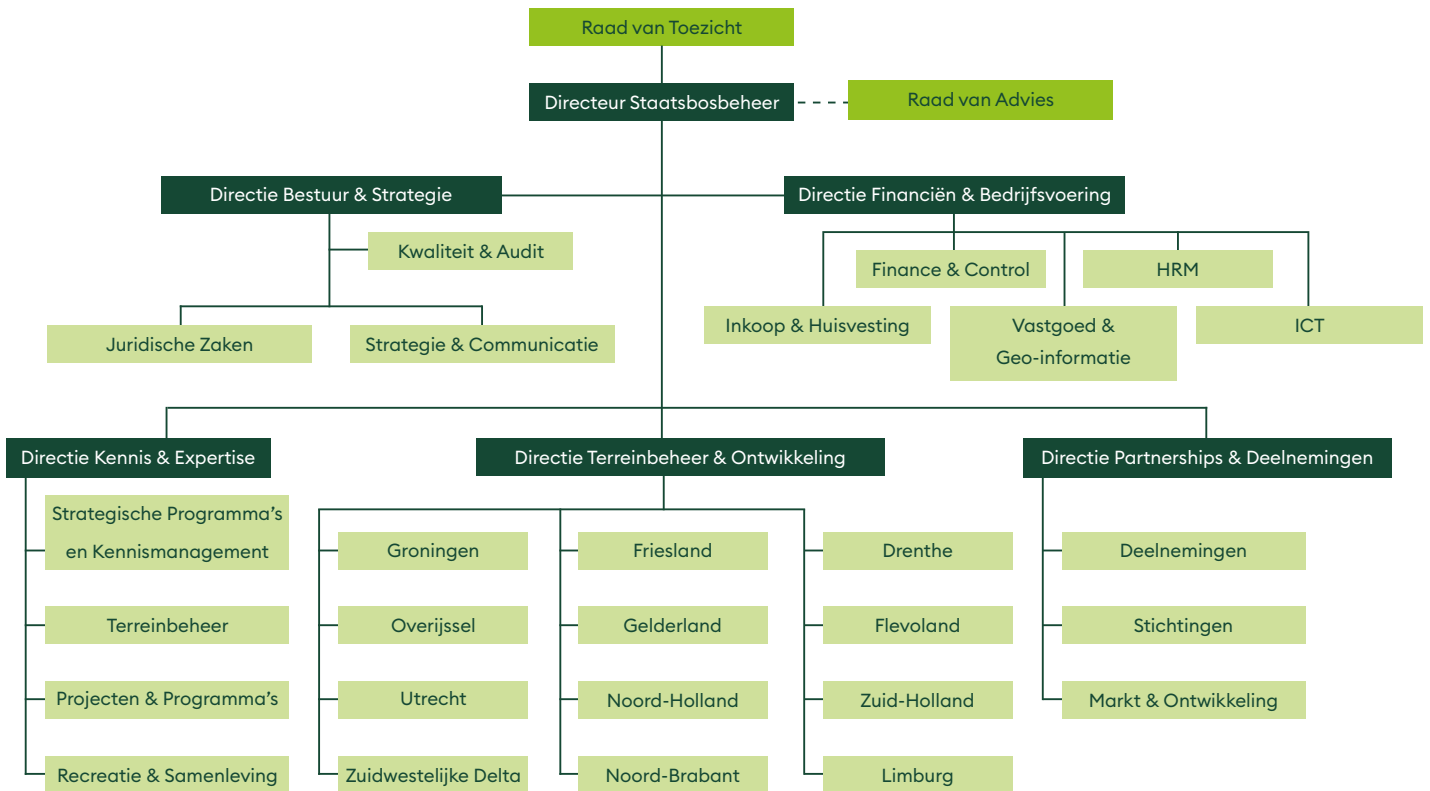 Raad van Toezicht
Directeur Staatsbosbeheer
Raad van Advies
Directie Bestuur & Strategie
Directie Financiën & Bedrijfsvoering
Kwaliteit & Audit
Finance & Control
HRM
Juridische Zaken
Strategie & Communicatie
Inkoop & Huisvesting
Vastgoed &
Geo-informatie
ICT
Directie Kennis & Expertise
Directie Terreinbeheer & Ontwikkeling
Directie Partnerships & Deelnemingen
Strategische Programma’s
en Kennismanagement
Terreinbeheer
Projecten & Programma’s
Recreatie & Samenleving
Groningen
Friesland
Drenthe
Overijssel
Gelderland
Flevoland
Utrecht
Noord-Holland
Zuid-Holland
Zuidwestelijke Delta
Noord-Brabant
Limburg
Deelnemingen
Stichtingen
Markt & Ontwikkeling